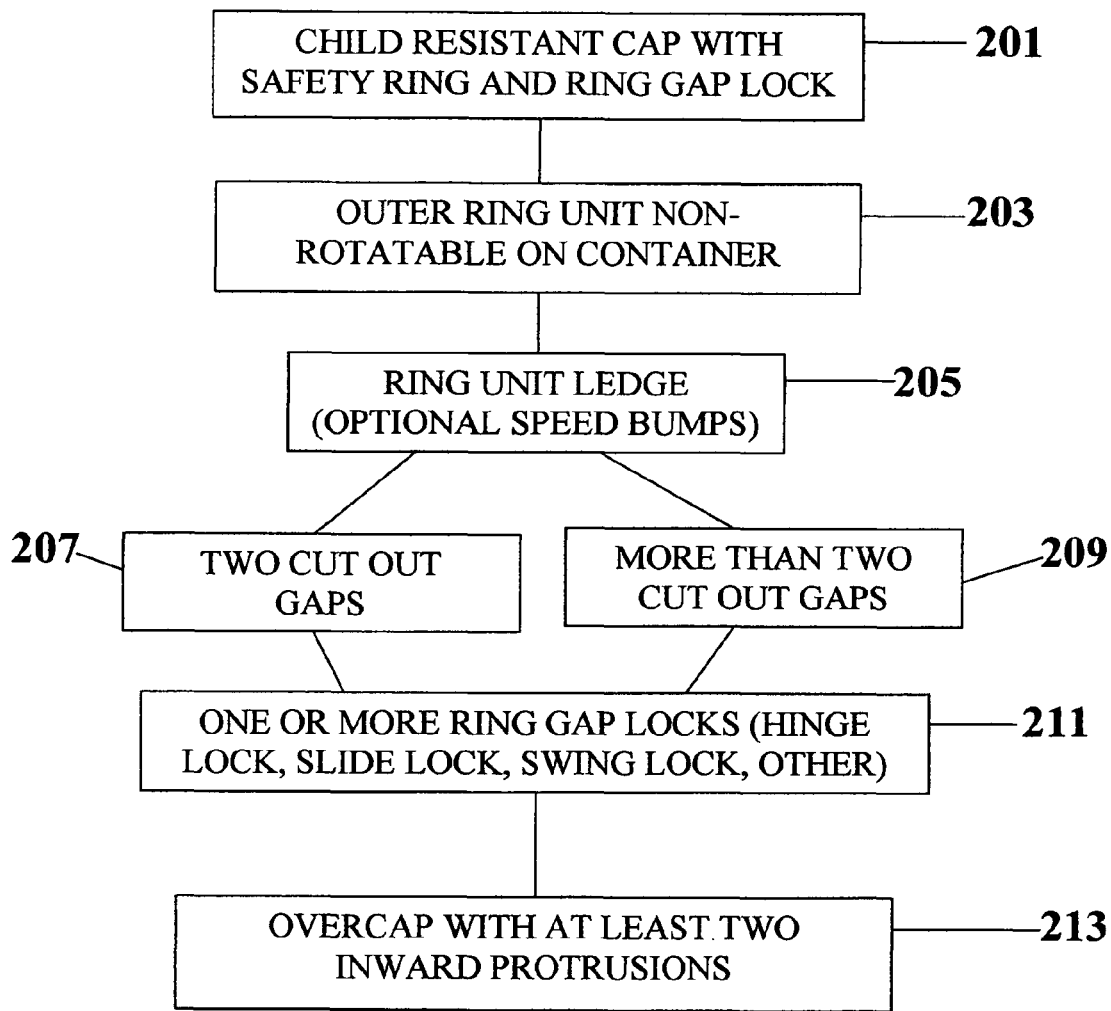 CHILD RESISTANT CAP WITH
SAFETY RING AND RING GAP LOCK
201
OUTER RING UNIT NON-
ROTATABLE ON CONTAINER
203
RING UNIT LEDGE
(OPTIONAL SPEED BUMPS)
205
207
TWO CUT OUT
GAPS
MORE THAN TWO
CUT OUT GAPS
209
ONE OR MORE RING GAP LOCKS (HINGE
LOCK, SLIDE LOCK, SWING LOCK, OTHER)
211
OVERCAP WITH AT LEAST TWO
INWARD PROTRUSIONS
213